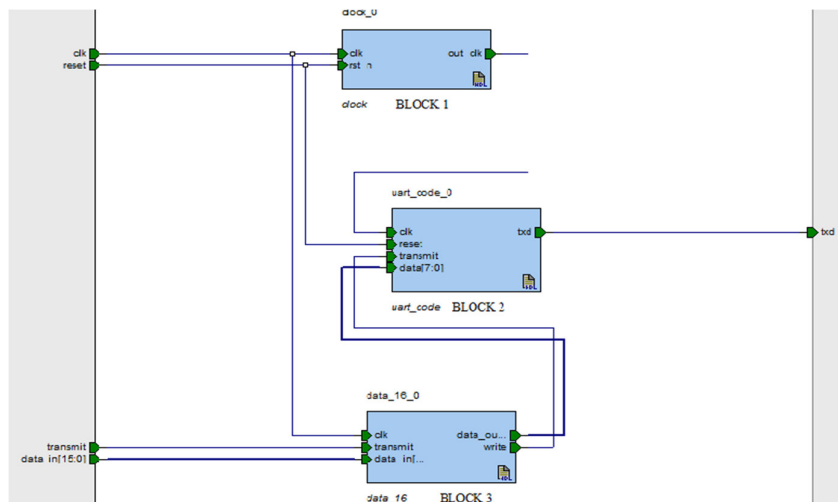 clock_0
clk
clk
out_clk
reset
rst_n
clock BLOCK 1
uart_code_0
clk
txd
txd
reset
transmit
data[7:0]
uart_code BLOCK 2
data_16_0
clk
data_ou...
transmit
transmit
write
data_in[15:0]
data_in[...
data_16 BLOCK 3